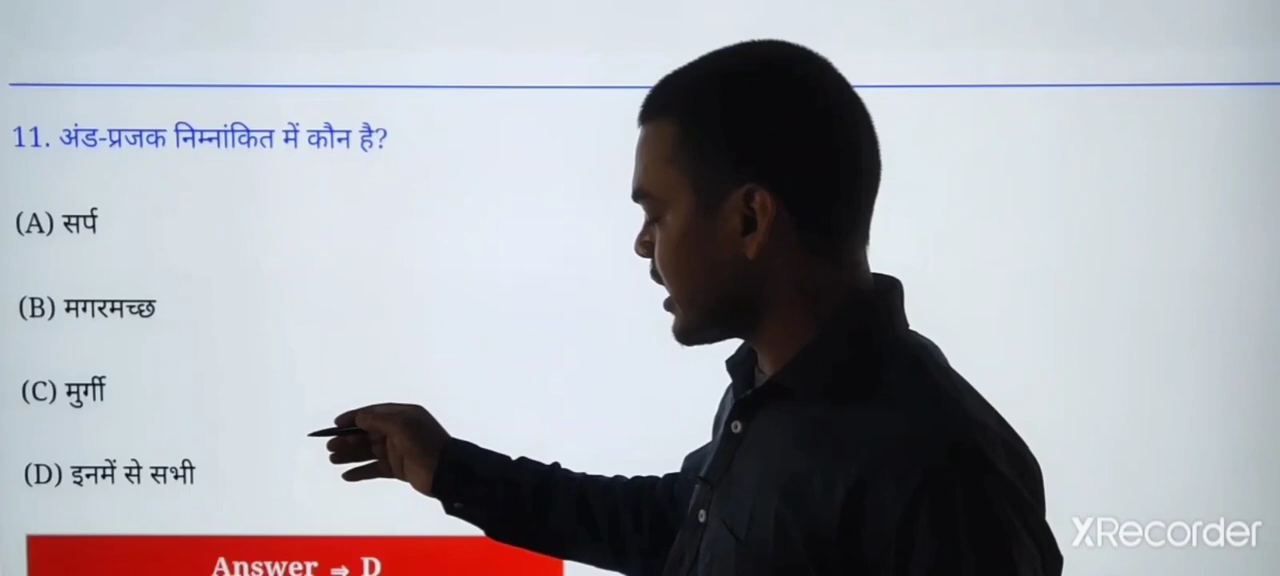 11. अंड-प्रजक निम्नांकित में कौन है?
(A) सर्प
(B) मगरमच्छ
(C) मुर्गी
(D) इनमें से सभी
Answer ⇒ D
XRecorder